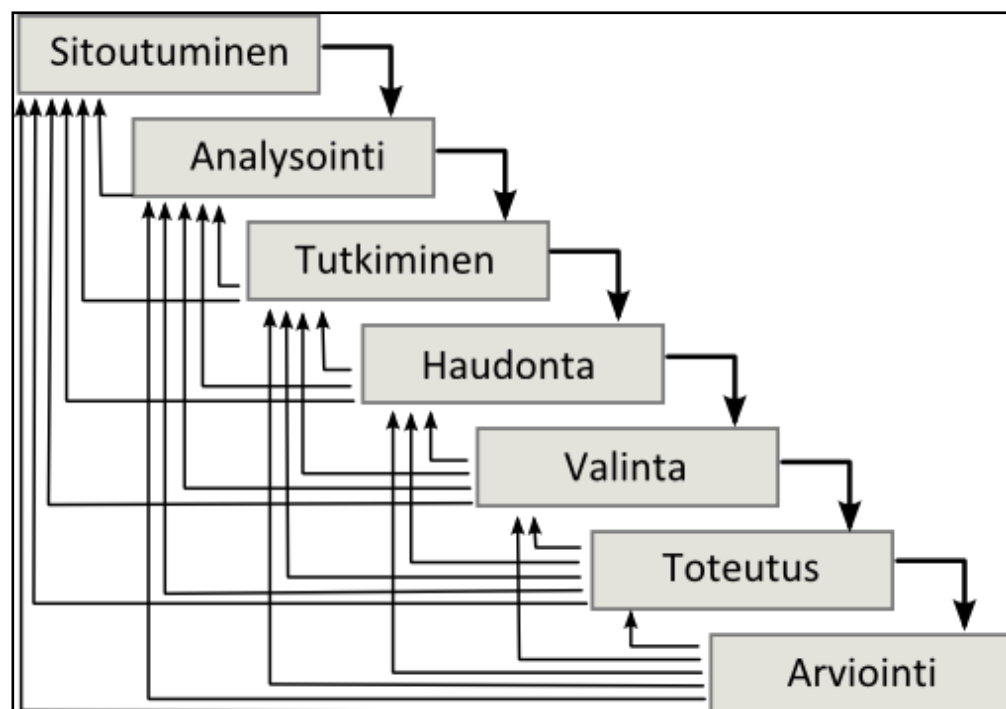 Sitoutuminen
Analysointi
Tutkiminen
Haudonta
Valinta
Toteutus
Arviointi